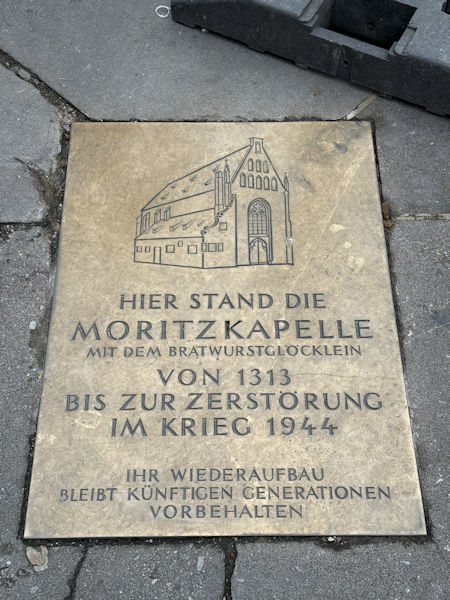 HIER STAND DIE
MORITZKAPELLE
MIT DEM BRATWURSTGLÖCKLEIN
VON 1313
BIS ZUR ZERSTÖRUNG
IM KRIEG 1944
IHR WIEDERAUFBAU
BLEIBT KÜNFTIGEN GENERATIONEN
VORBEHALTEN